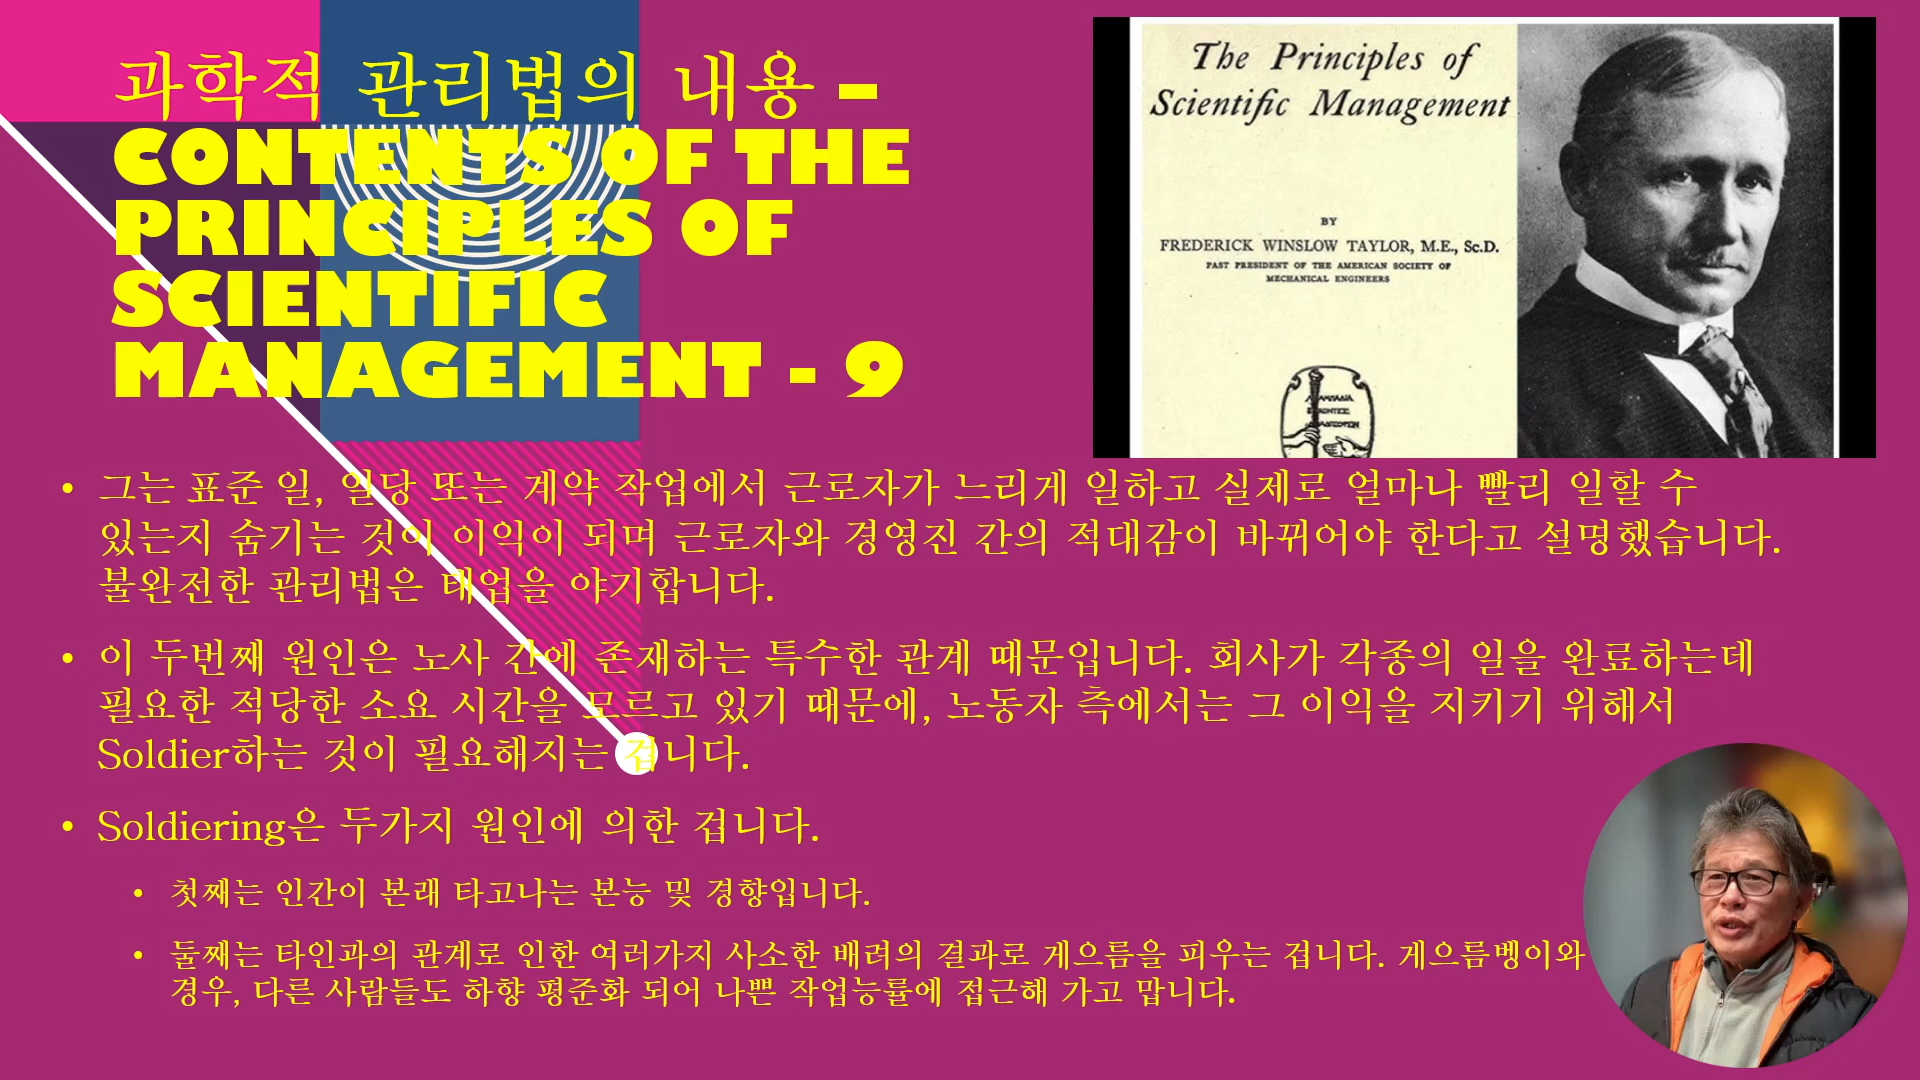 과학적 관리법의 내용 –
CONTENTS OF THE
PRINCIPLES OF
SCIENTIFIC
MANAGEMENT - 9
The Principles of
Scientific Management
BY
FREDERICK WINSLOW TAYLOR, M.E., Sc.D.
PAST PRESIDENT OF THE AMERICAN SOCIETY OF
MECHANICAL ENGINEERS
• 그는 표준 일, 일당 또는 계약 작업에서 근로자가 느리게 일하고 실제로 얼마나 빨리 일할 수
있는지 숨기는 것이 이익이 되며 근로자와 경영진 간의 적대감이 바뀌어야 한다고 설명했습니다.
불완전한 관리법은 태업을 야기합니다.
• 이 두번째 원인은 노사 간에 존재하는 특수한 관계 때문입니다. 회사가 각종의 일을 완료하는데
필요한 적당한 소요 시간을 모르고 있기 때문에, 노동자 측에서는 그 이익을 지키기 위해서
Soldier하는 것이 필요해지는 겁니다.
• Soldiering은 두가지 원인에 의한 겁니다.
• 첫째는 인간이 본래 타고나는 본능 및 경향입니다.
• 둘째는 타인과의 관계로 인한 여러가지 사소한 배려의 결과로 게으름을 피우는 겁니다. 게으름벵이와
경우, 다른 사람들도 하향 평준화 되어 나쁜 작업능률에 접근해 가고 맙니다.